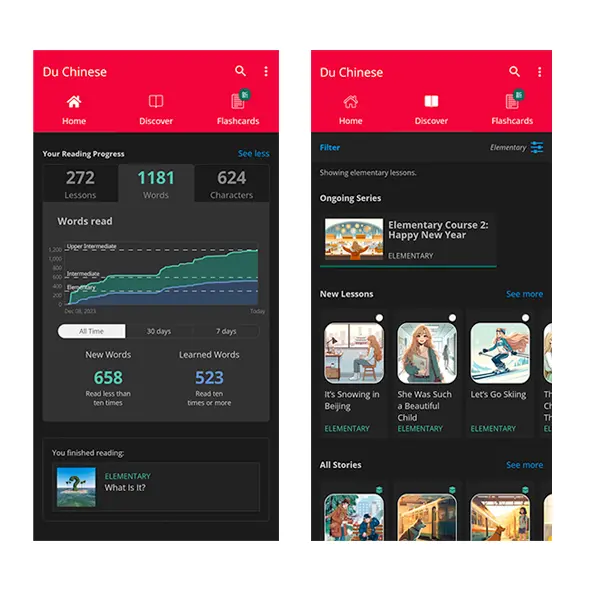 Du Chinese
Home
Discover
Flashcards
Your Reading Progress
See less
272
Lessons
1181
Words
624
Characters
Words read
1,200
1,000
800
600
400
200
0
Upper Intermediate
Intermediate
Elementary
Dec 08, 2023
Today
All Time
30 days
7 days
New Words
658
Read less than
ten times
Learned Words
523
Read ten
times or more
You finished reading:
ELEMENTARY
What Is It?
Du Chinese
Home
Discover
Flashcards
Filter
Elementary
Showing elementary lessons.
Ongoing Series
Elementary Course 2:
Happy New Year
ELEMENTARY
New Lessons
See more
It's Snowing in
Beijing
ELEMENTARY
She Was Such
a Beautiful
Child
ELEMENTARY
Let's Go Skiing
ELEMENTARY
Th
Ch
Th
ELE
All Stories
See more